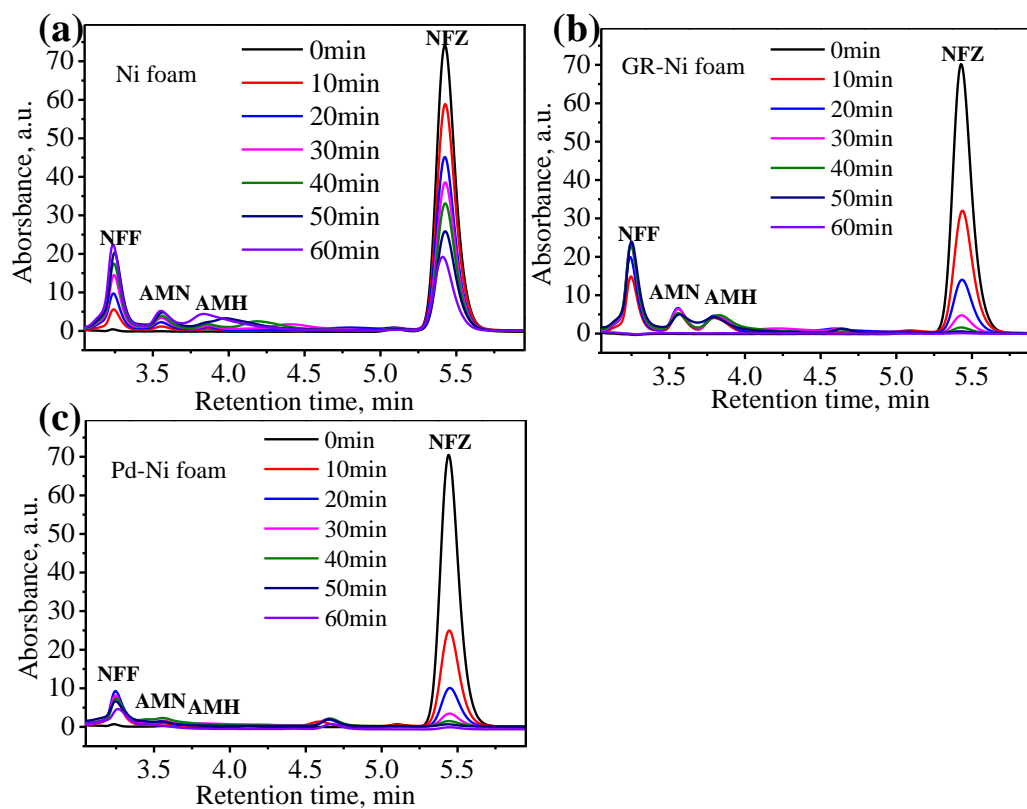 (a)
Ni foam
0min
10min
20min
30min
40min
50min
60min
NFZ
NFF
AMN
AMH
70
60
50
40
30
20
10
0
Aborsbance, a.u.
3.5 4.0 4.5 5.0 5.5
Retention time, min
(b)
GR-Ni foam
0min
10min
20min
30min
40min
50min
60min
NFZ
NFF
AMN
AMH
70
60
50
40
30
20
10
0
Absorbance, a.u.
3.5 4.0 4.5 5.0 5.5
Retention time, min
(c)
Pd-Ni foam
0min
10min
20min
30min
40min
50min
60min
NFZ
NFF
AMN
AMH
70
60
50
40
30
20
10
0
Aborsbance, a.u.
3.5 4.0 4.5 5.0 5.5
Retention time, min